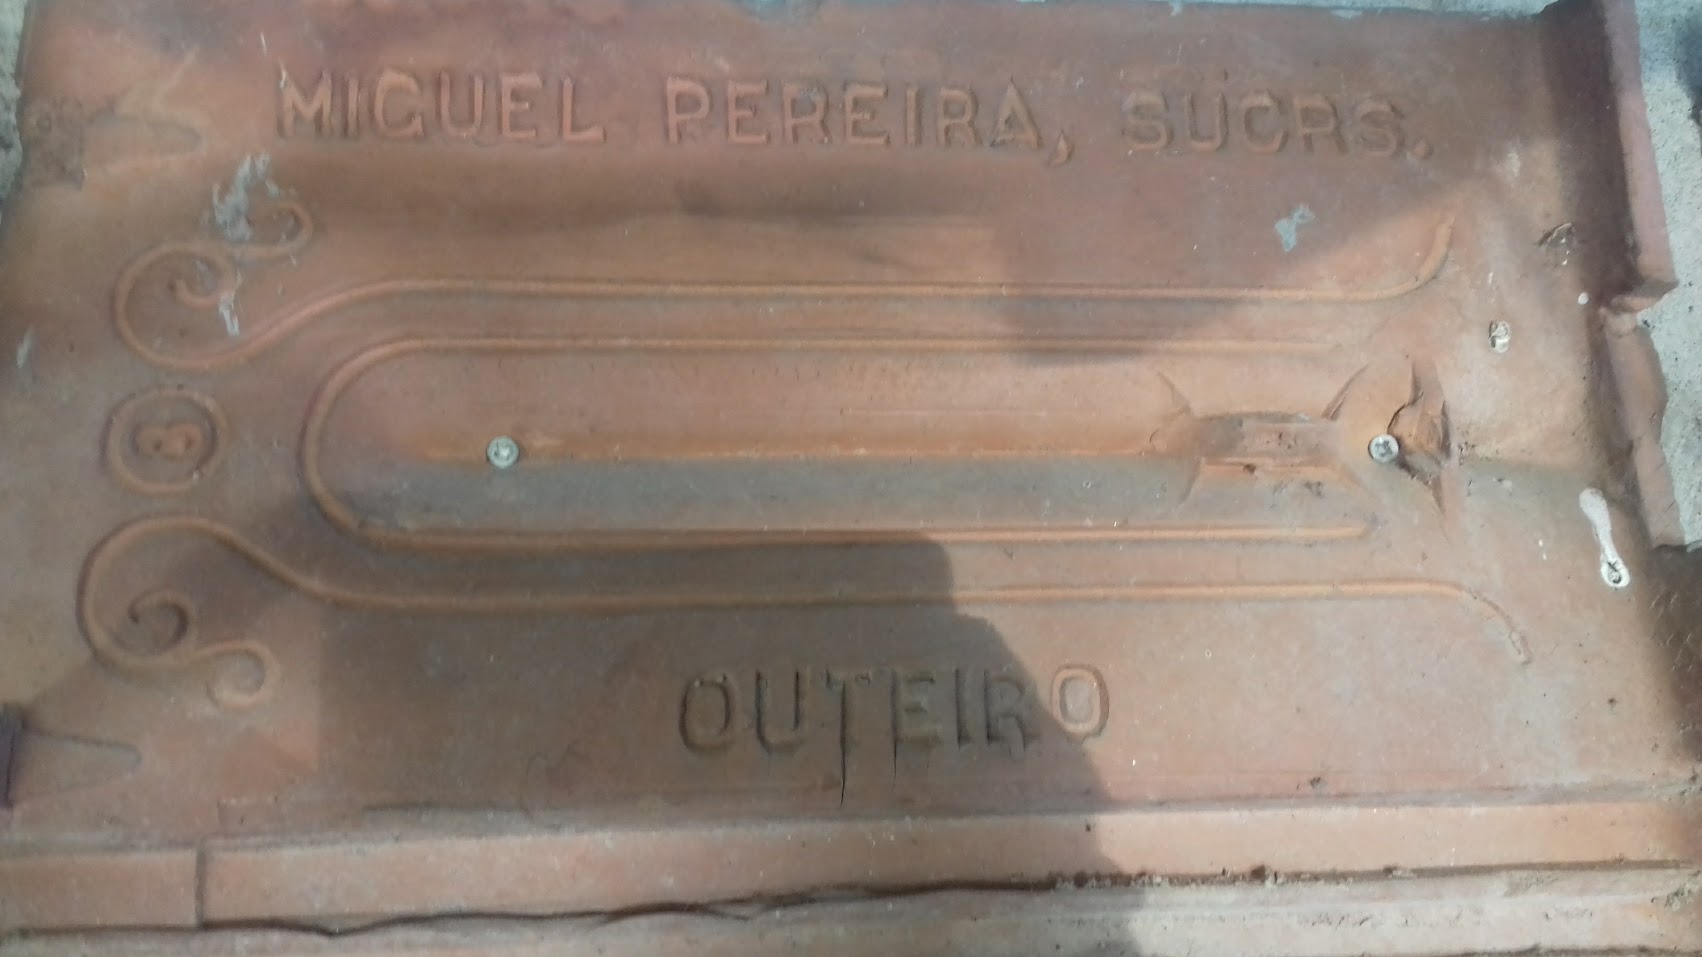 MIGUEL PEREIRA, SUCRS.
8
OUTEIRO